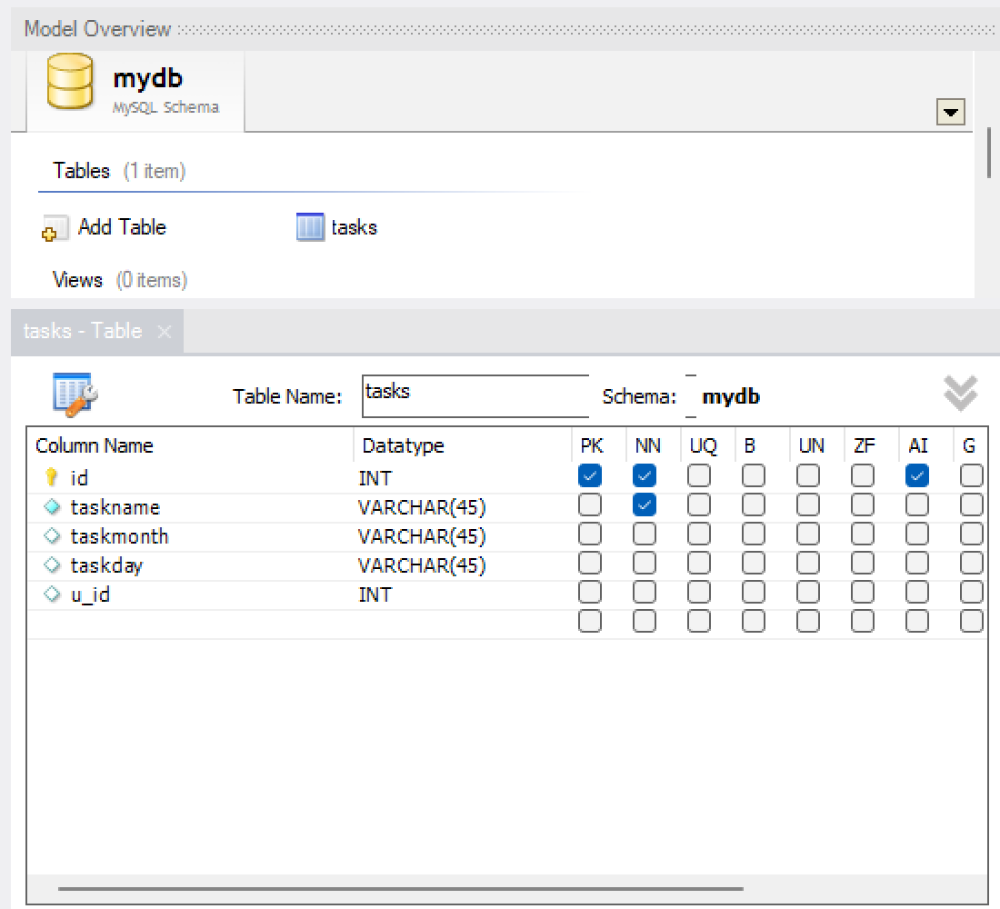 Model Overview
mydb
MySQL Schema
Tables (1 item)
Add Table tasks
Views (0 items)
tasks - Table
Table Name: tasks Schema: mydb
Column Name Datatype PK NN UQ B UN ZF AI G
id INT
taskname VARCHAR(45)
taskmonth VARCHAR(45)
taskday VARCHAR(45)
u_id INT